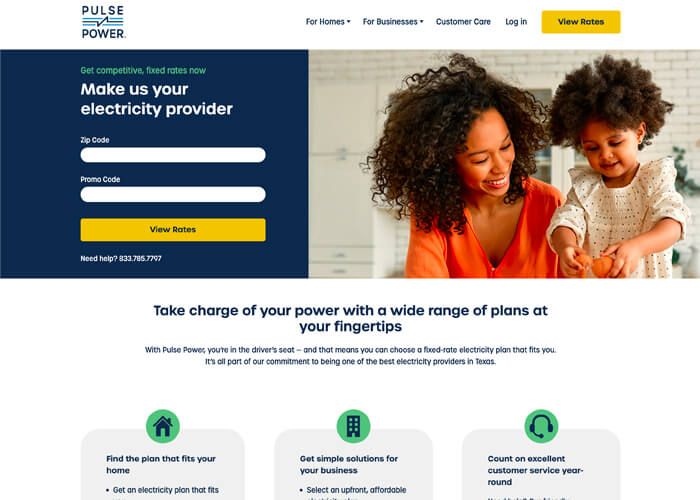 PULSE
POWER.
For Homes
For Businesses
Customer Care
Log in
View Rates
Get competitive, fixed rates now
Make us your
electricity provider
Zip Code
Promo Code
View Rates
Need help? 833.785.7797
Take charge of your power with a wide range of plans at
your fingertips
With Pulse Power, you're in the driver's seat – and that means you can choose a fixed-rate electricity plan that fits you.
It's all part of our commitment to being one of the best electricity providers in Texas.
Find the plan that fits your
home
• Get an electricity plan that fits
Get simple solutions for
your business
• Select an upfront, affordable
Count on excellent
customer service year-
round